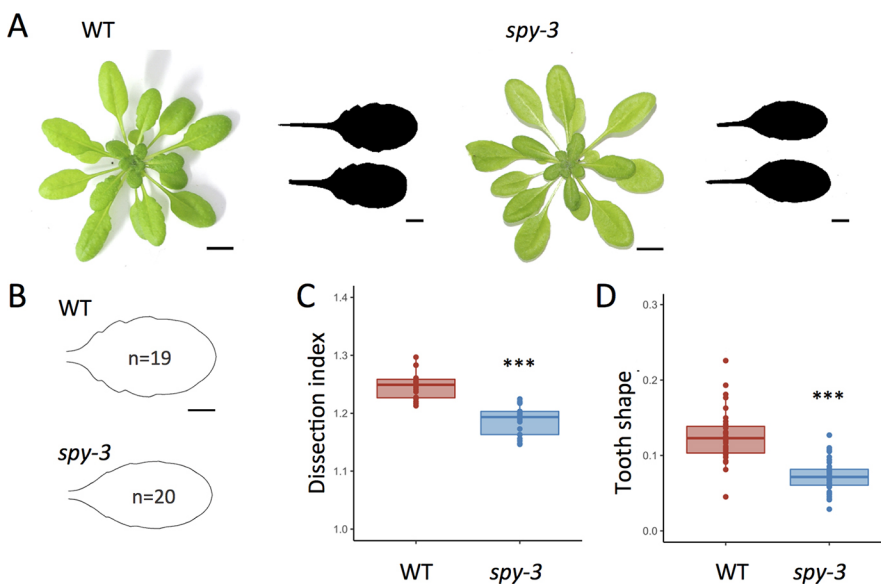 A
WT
spy-3
B
WT
n=19
spy-3
n=20
C
Dissection index
1.4
1.3
1.2
1.1
1.0
***
WT
spy-3
D
Tooth shape
0.3
0.2
0.1
0.0
***
WT
spy-3